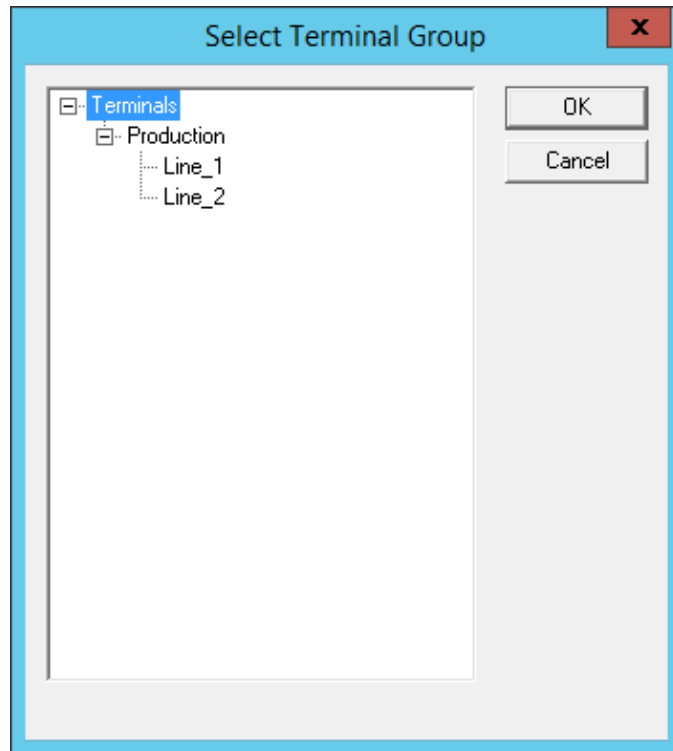 Select Terminal Group
x
Terminals
Production
Line_1
Line_2
OK
Cancel